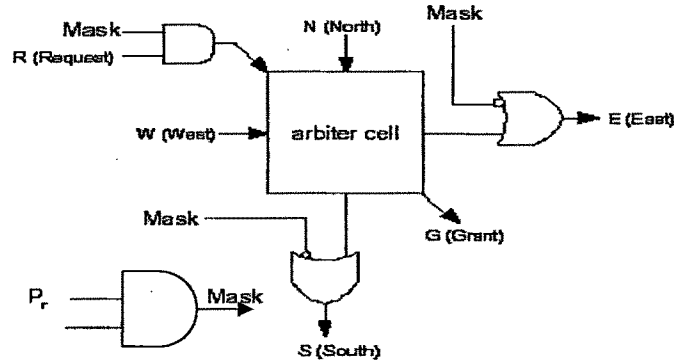 Mask
N (North)
Mask
R (Request)
W (West)
arbiter cell
E (East)
Mask
G (Grant)
Pr
Mask
S (South)